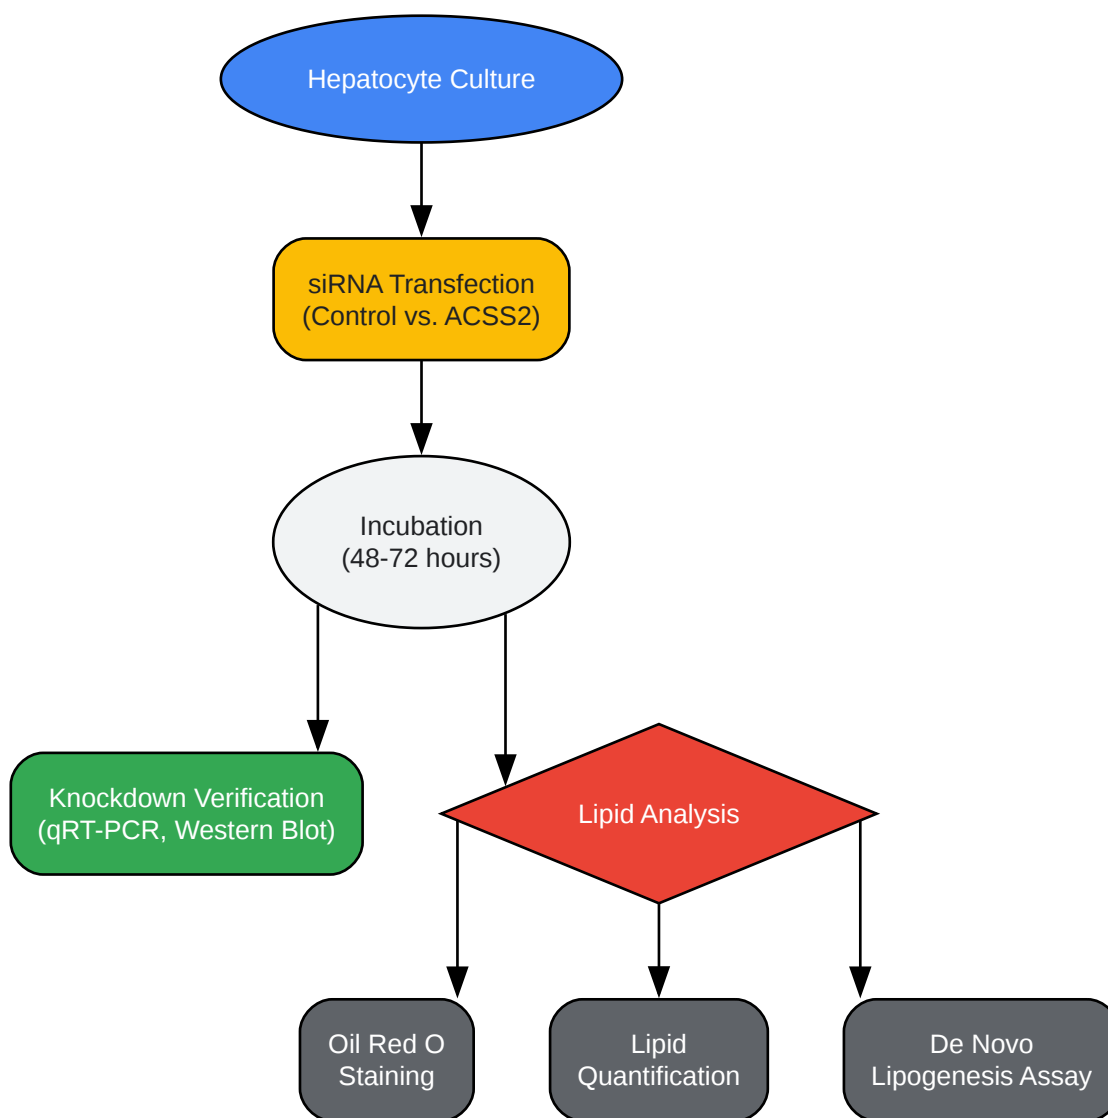 Hepatocyte Culture
siRNA Transfection
(Control vs. ACSS2)
Incubation
(48-72 hours)
Knockdown Verification
(qRT-PCR, Western Blot)
Lipid Analysis
Oil Red O
Staining
Lipid
Quantification
De Novo
Lipogenesis Assay